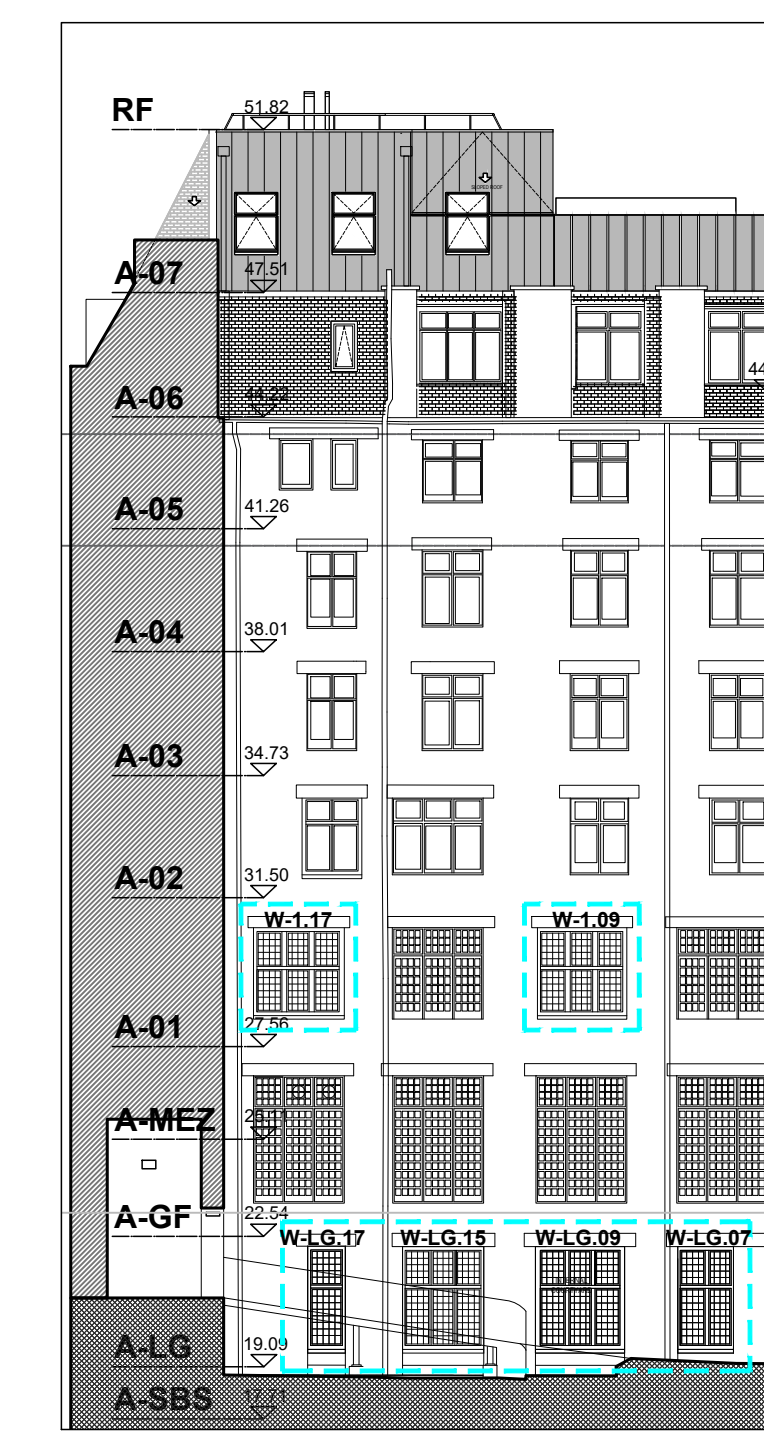 RF 51.82
SLOPED ROOF
A-07 47.51
44
A-06 44.22
A-05 41.26
A-04 38.01
A-03 34.73
A-02 31.50
W-1.17 W-1.09
A-01 27.56
A-MEZ
A-GF 22.54
W-LG.17 W-LG.15 W-LG.09 W-LG.07
A-LG 19.09
A-SBS 17.71